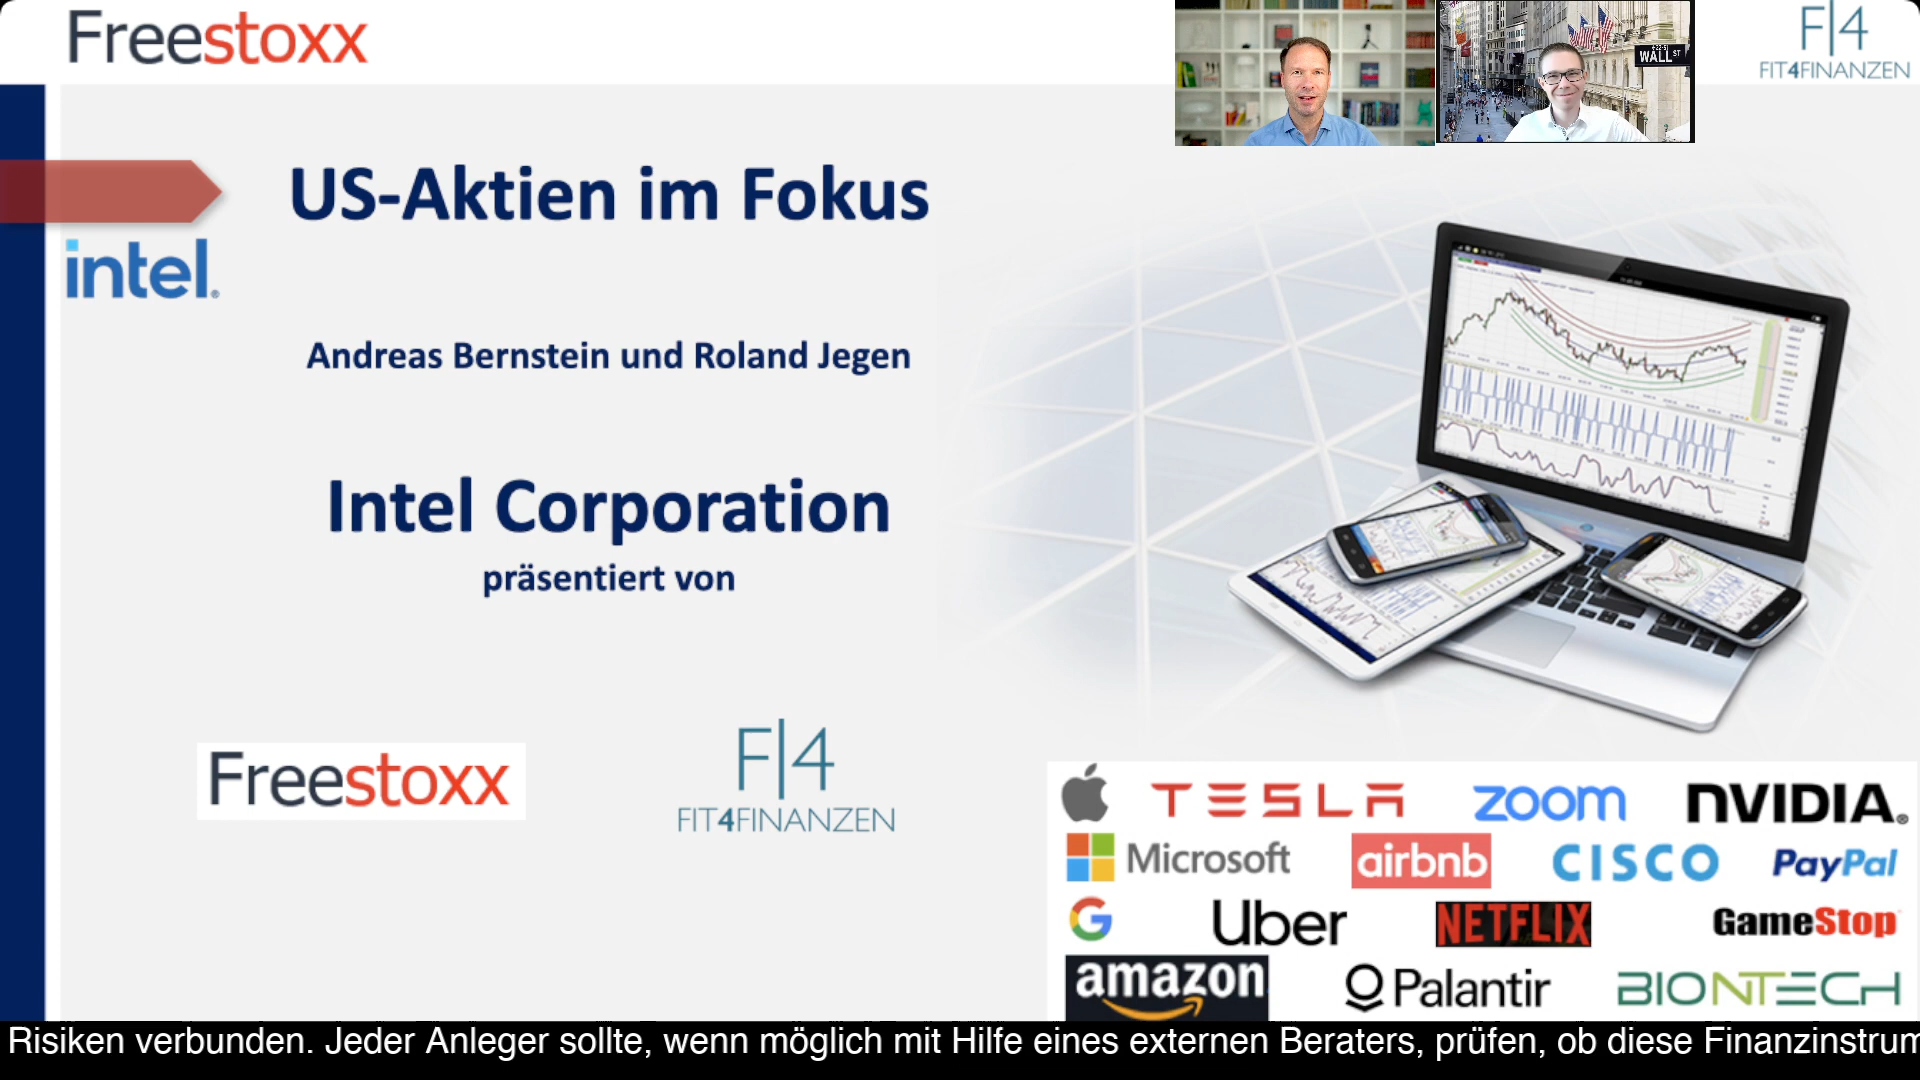 Freestoxx
WALL ST
F|4
FIT4FINANZEN
US-Aktien im Fokus
intel.
Andreas Bernstein und Roland Jegen
Intel Corporation
präsentiert von
Freestoxx
F|4
FIT4FINANZEN
TESLA zoom NVIDIA.
Microsoft airbnb CISCO PayPal
G Uber NETFLIX GameStop
amazon Palantir BIONTECH
Risiken verbunden. Jeder Anleger sollte, wenn möglich mit Hilfe eines externen Beraters, prüfen, ob diese Finanzinstrum